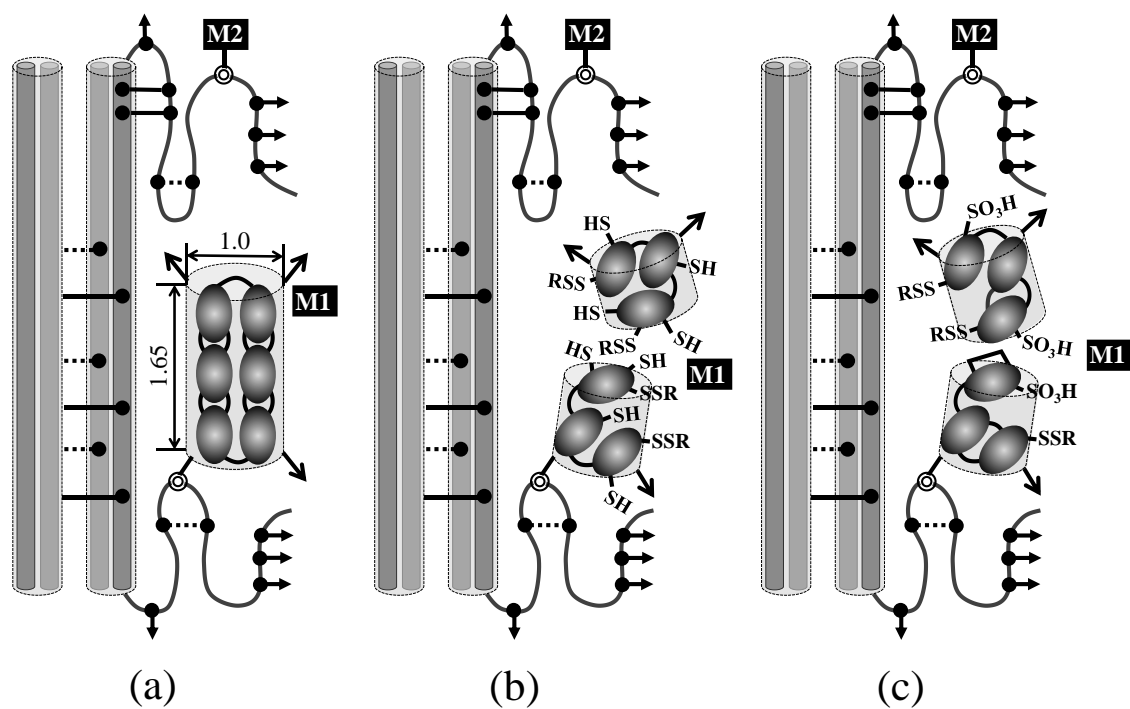 M2
1.0
M1
1.65
(a)
M2
HS
SH
RSS
HS
SH
RSS
HS
SH
M1
SSR
SH
SSR
SH
(b)
M2
SO3H
RSS
RSS
SO3H
M1
SO3H
SSR
(c)